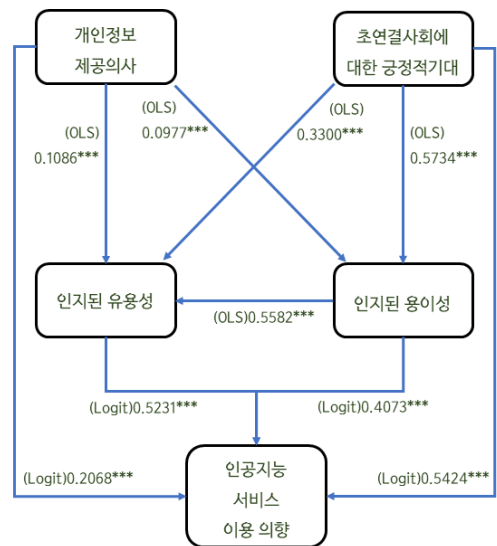 개인정보
제공의사
초연결사회에
대한 긍정적기대
(OLS)
0.1086***
(OLS)
0.0977***
(OLS)
0.3300***
(OLS)
0.5734***
인지된 유용성
인지된 용이성
(OLS)0.5582***
(Logit)0.5231***
(Logit)0.4073***
(Logit)0.2068***
(Logit)0.5424***
인공지능
서비스
이용 의향